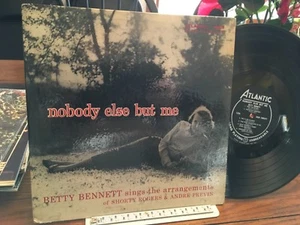 nobody else but me
BETTY BENNETT sings the arrangements
of SHORTY ROGERS & ANDRE PREVIN
ATLANTIC